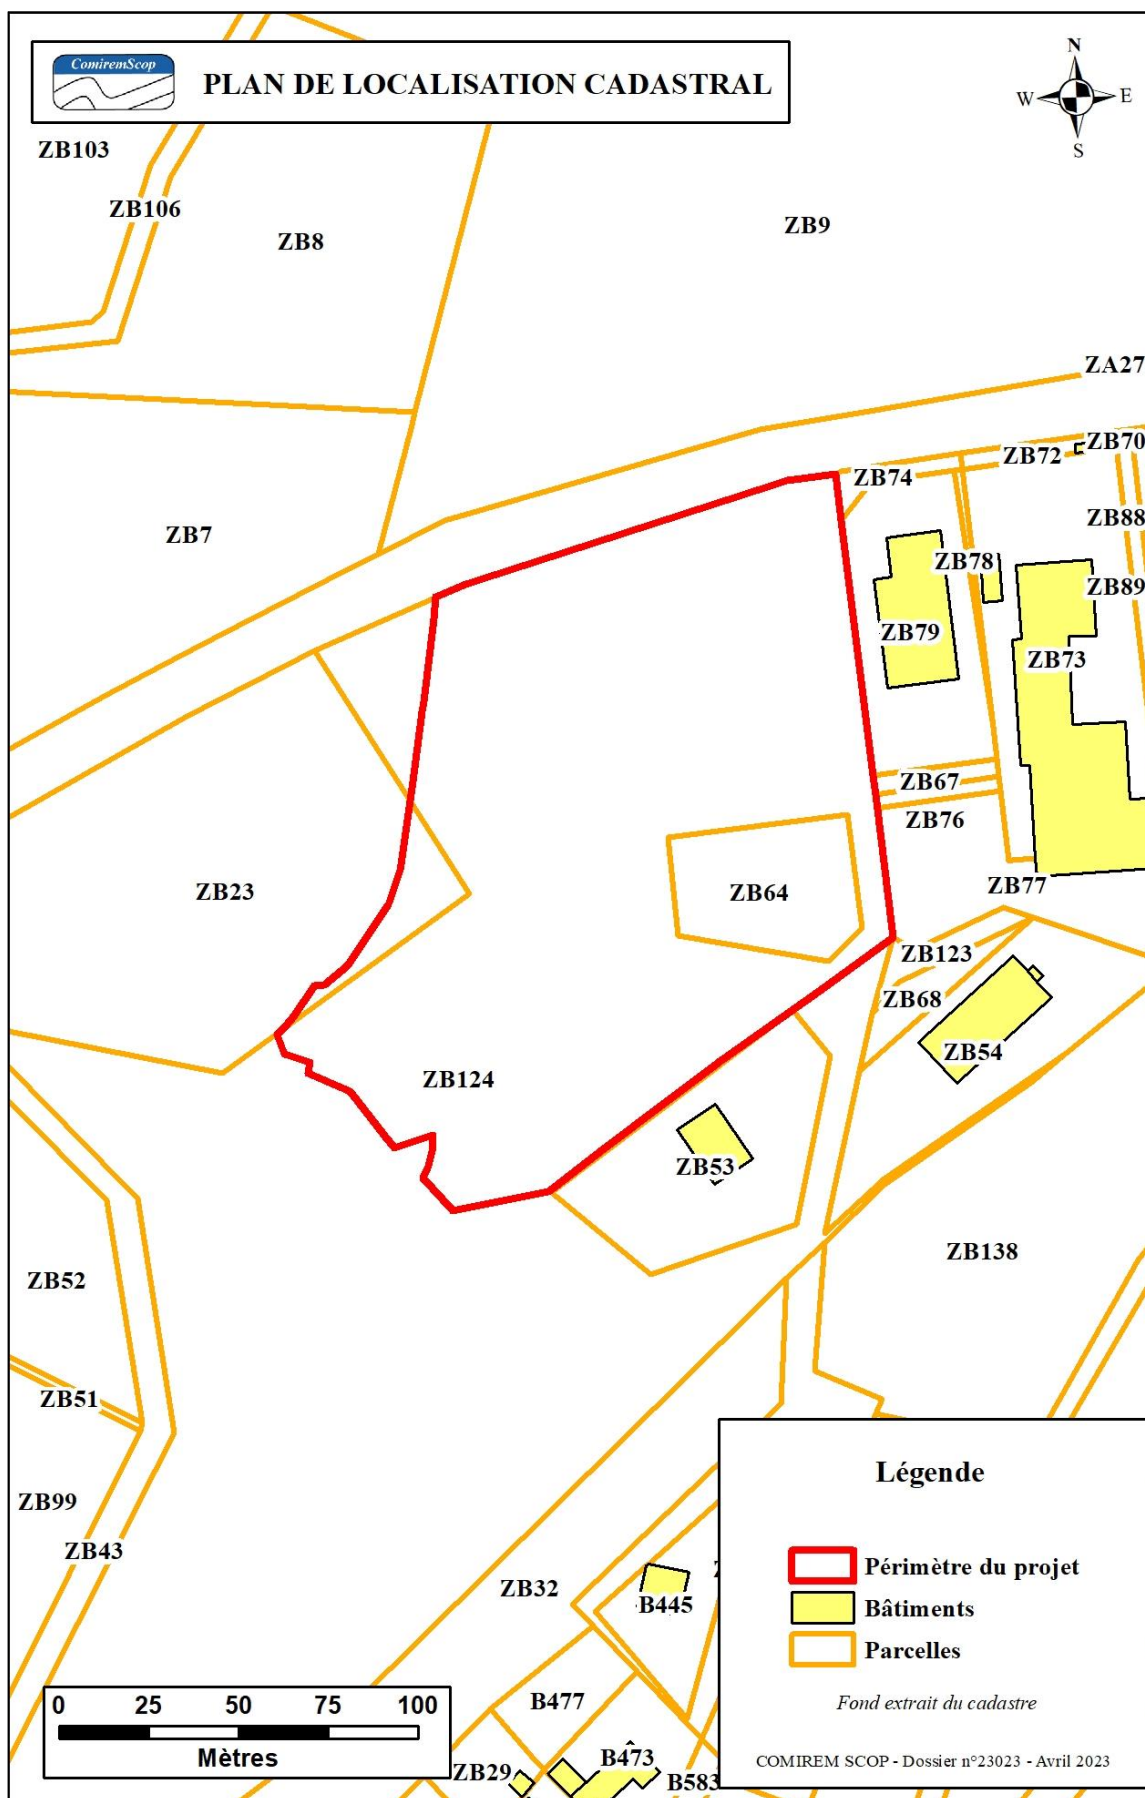 ComiremScop
PLAN DE LOCALISATION CADASTRAL
N
W
E
S
ZB103
ZB106
ZB8
ZB9
ZA27
ZB70
ZB72
ZB74
ZB88
ZB7
ZB78
ZB89
ZB79
ZB73
ZB67
ZB76
ZB77
ZB23
ZB64
ZB123
ZB68
ZB54
ZB124
ZB53
ZB138
ZB52
ZB51
ZB99
ZB43
ZB32
B445
B477
B473
ZB29
B583
Légende
Périmètre du projet
Bâtiments
Parcelles
Fond extrait du cadastre
COMIREM SCOP - Dossier n°23023 - Avril 2023
0 25 50 75 100
Mètres